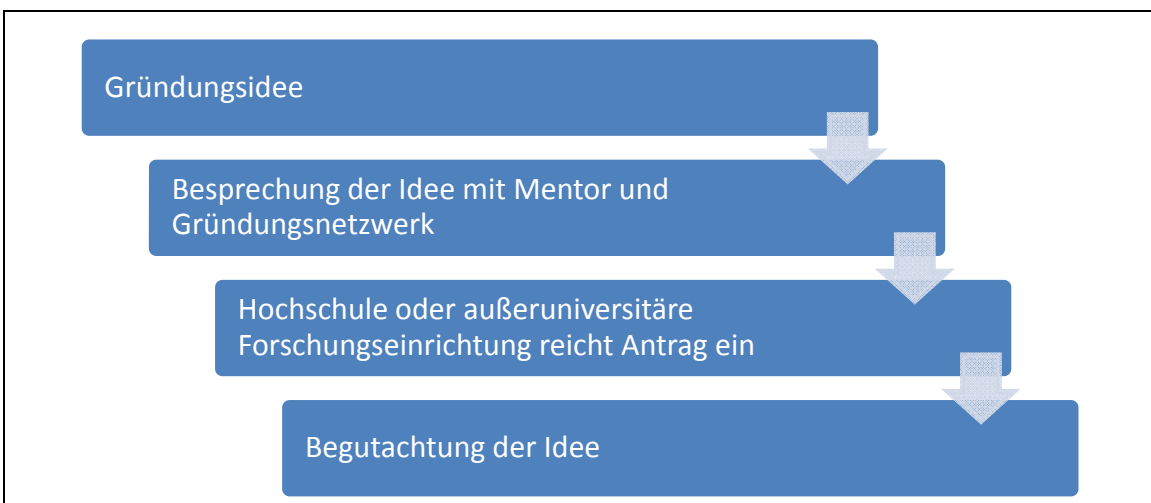 Gründungsidee
Besprechung der Idee mit Mentor und
Gründungsnetzwerk
Hochschule oder außeruniversitäre
Forschungseinrichtung reicht Antrag ein
Begutachtung der Idee